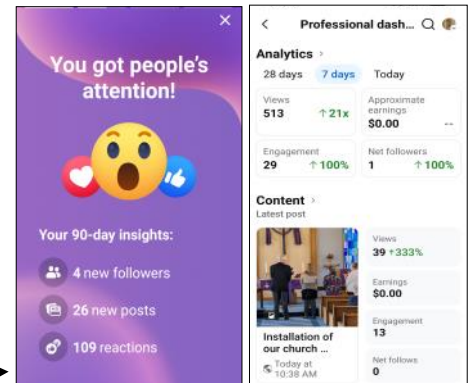 You got people's
attention!
Your 90-day insights:
4 new followers
26 new posts
109 reactions
Professional dash...
Analytics >
28 days
7 days
Today
Views
513
↑21x
Approximate
earnings
$0.00
--
Engagement
29
↑100%
Net followers
1
↑100%
Content >
Latest post
Installation of
our church ...
Today at
10:38 AM
Views
39 ↑333%
Earnings
$0.00
Engagement
13
Net follows
0